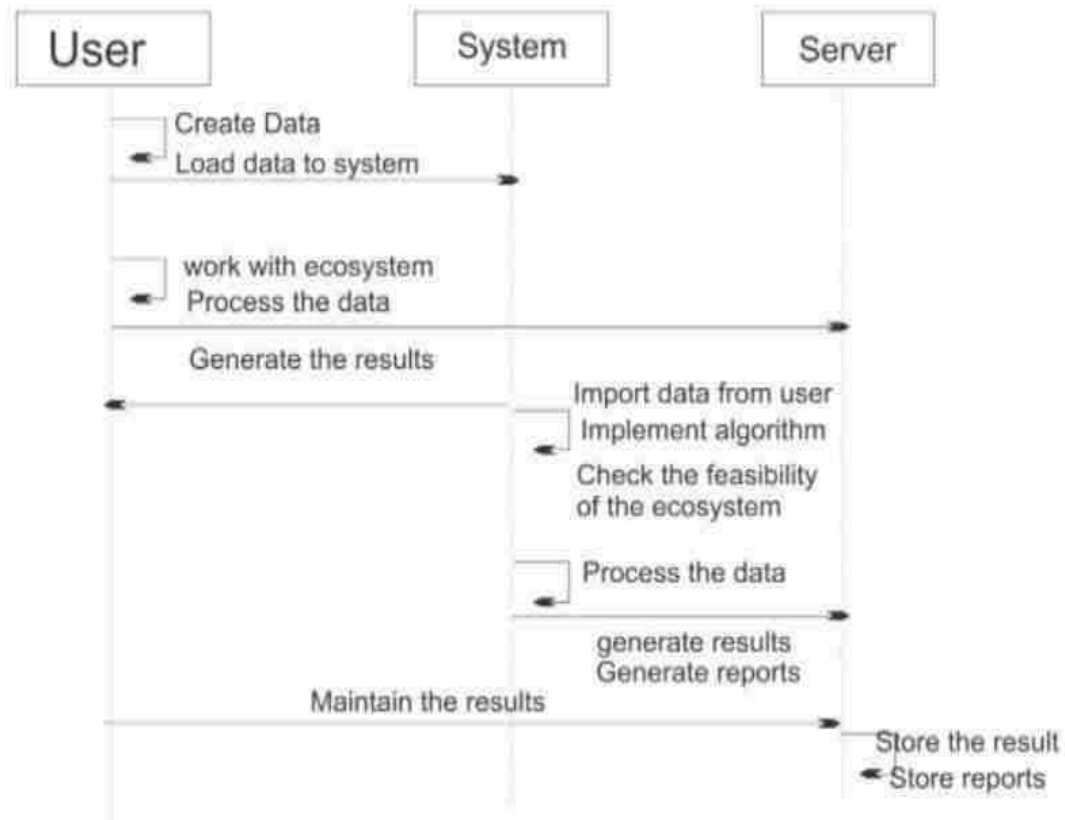 User
System
Server
Create Data
Load data to system
work with ecosystem
Process the data
Generate the results
Import data from user
Implement algorithm
Check the feasibility
of the ecosystem
Process the data
generate results
Generate reports
Maintain the results
Store the result
Store reports